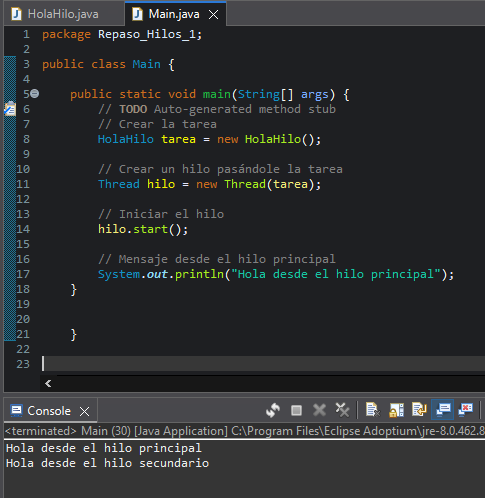 HolaHilo.java Main.java
1 package Repaso_Hilos_1;
2
3 public class Main {
4
5 public static void main(String[] args) {
6 // TODO Auto-generated method stub
7 // Crear la tarea
8 HolaHilo tarea = new HolaHilo();
9
10 // Crear un hilo pasándole la tarea
11 Thread hilo = new Thread(tarea);
12
13 // Iniciar el hilo
14 hilo.start();
15
16 // Mensaje desde el hilo principal
17 System.out.println("Hola desde el hilo principal");
18 }
19
20
21 }
22
23
Console
<terminated> Main (30) [Java Application] C:\Program Files\Eclipse Adoptium\jre-8.0.462.8
Hola desde el hilo principal
Hola desde el hilo secundario